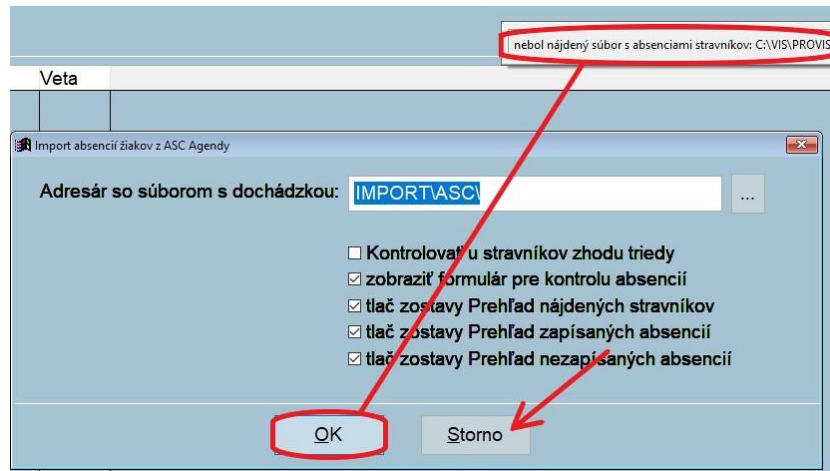 nebol nájdený súbor s absenciami stravníkov: C:\VIS\PROVIS
Veta
Import absencií žiakov z ASC Agendy
Adresár so súborom s dochádzkou: IMPORT\ASC\ ...
Kontrolovať u stravníkov zhodu triedy
zobraziť formulár pre kontrolu absencií
tlač zostavy Prehľad nájdených stravníkov
tlač zostavy Prehľad zapísaných absencií
tlač zostavy Prehľad nezapísaných absencií
OK Storno